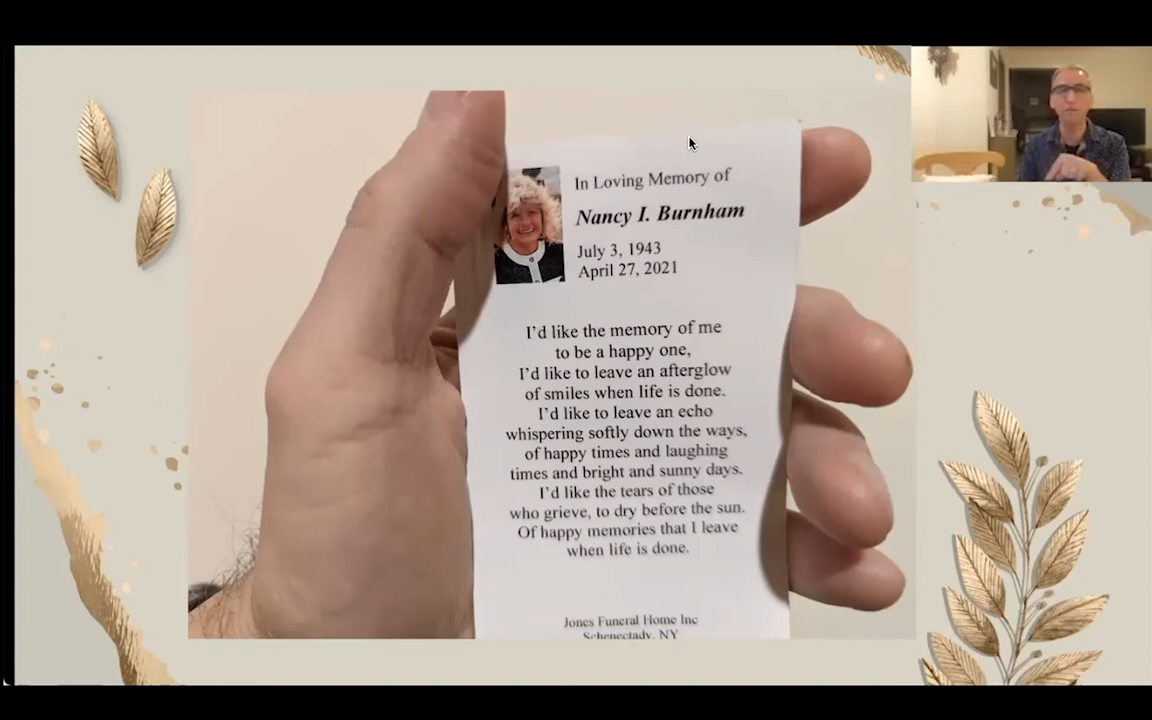 In Loving Memory of
Nancy I. Burnham
July 3, 1943
April 27, 2021
I'd like the memory of me
to be a happy one,
I'd like to leave an afterglow
of smiles when life is done.
I'd like to leave an echo
whispering softly down the ways,
of happy times and laughing
times and bright and sunny days.
I'd like the tears of those
who grieve, to dry before the sun.
Of happy memories that I leave
when life is done.
Jones Funeral Home Inc
Schenectady, NY